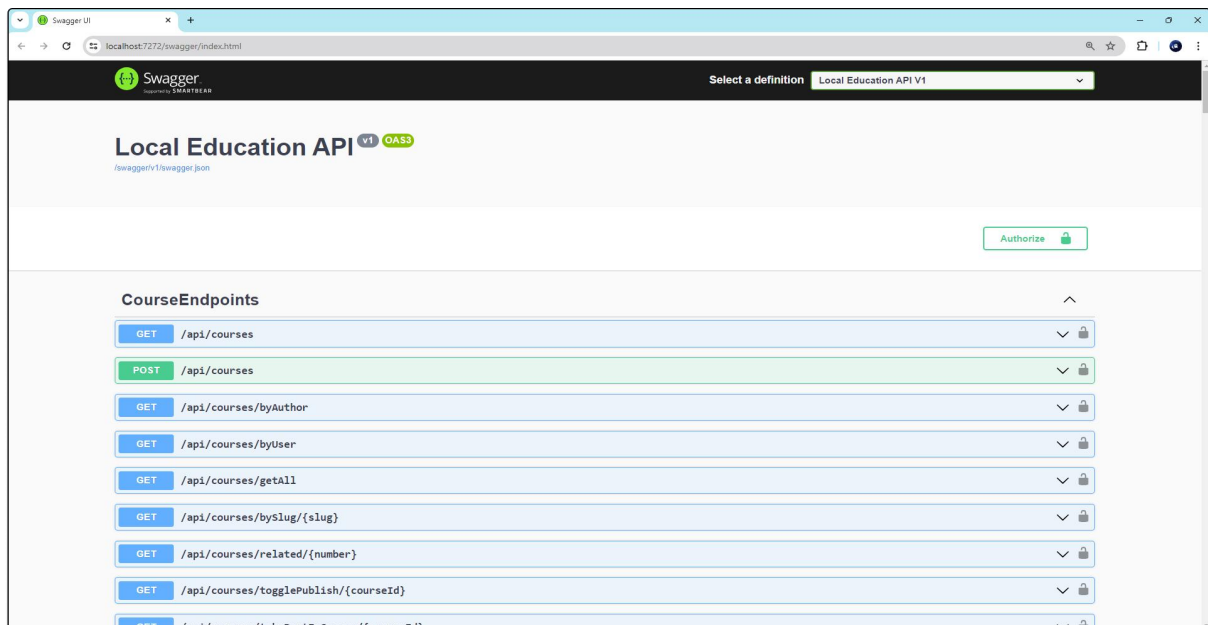 Swagger UI
localhost:7272/swagger/index.html
Swagger.
Supported by SMARTBEAR
Select a definition
Local Education API V1
Local Education API v1 OAS3
/swagger/v1/swagger.json
Authorize
CourseEndpoints
GET /api/courses
POST /api/courses
GET /api/courses/byAuthor
GET /api/courses/byUser
GET /api/courses/getAll
GET /api/courses/bySlug/{slug}
GET /api/courses/related/{number}
GET /api/courses/togglePublish/{courseId}
GET